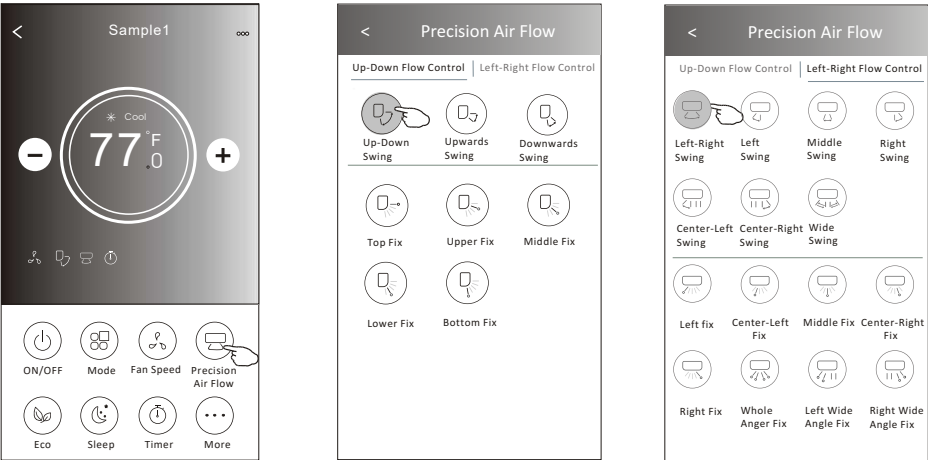 <
Sample1
ooo
Cool
77.0 °F
−
+
ON/OFF
Mode
Fan Speed
Precision
Air Flow
Eco
Sleep
Timer
More
< Precision Air Flow
Up-Down Flow Control | Left-Right Flow Control
Up-Down
Swing
Upwards
Swing
Downwards
Swing
Top Fix
Upper Fix
Middle Fix
Lower Fix
Bottom Fix
< Precision Air Flow
Up-Down Flow Control | Left-Right Flow Control
Left-Right
Swing
Left
Swing
Middle
Swing
Right
Swing
Center-Left
Swing
Center-Right
Swing
Wide
Swing
Left fix
Center-Left
Fix
Middle Fix
Center-Right
Fix
Right Fix
Whole
Anger Fix
Left Wide
Angle Fix
Right Wide
Angle Fix